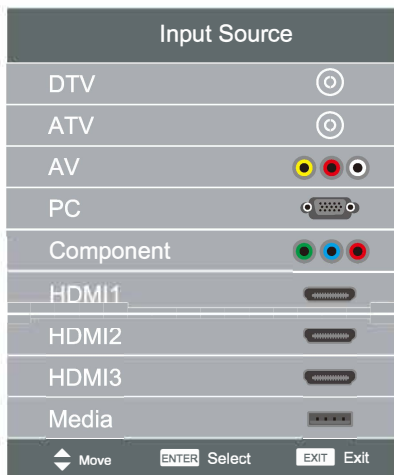 Input Source
DTV
ATV
AV
PC
Component
HDMI1
HDMI2
HDMI3
Media
Move ENTER Select EXIT Exit